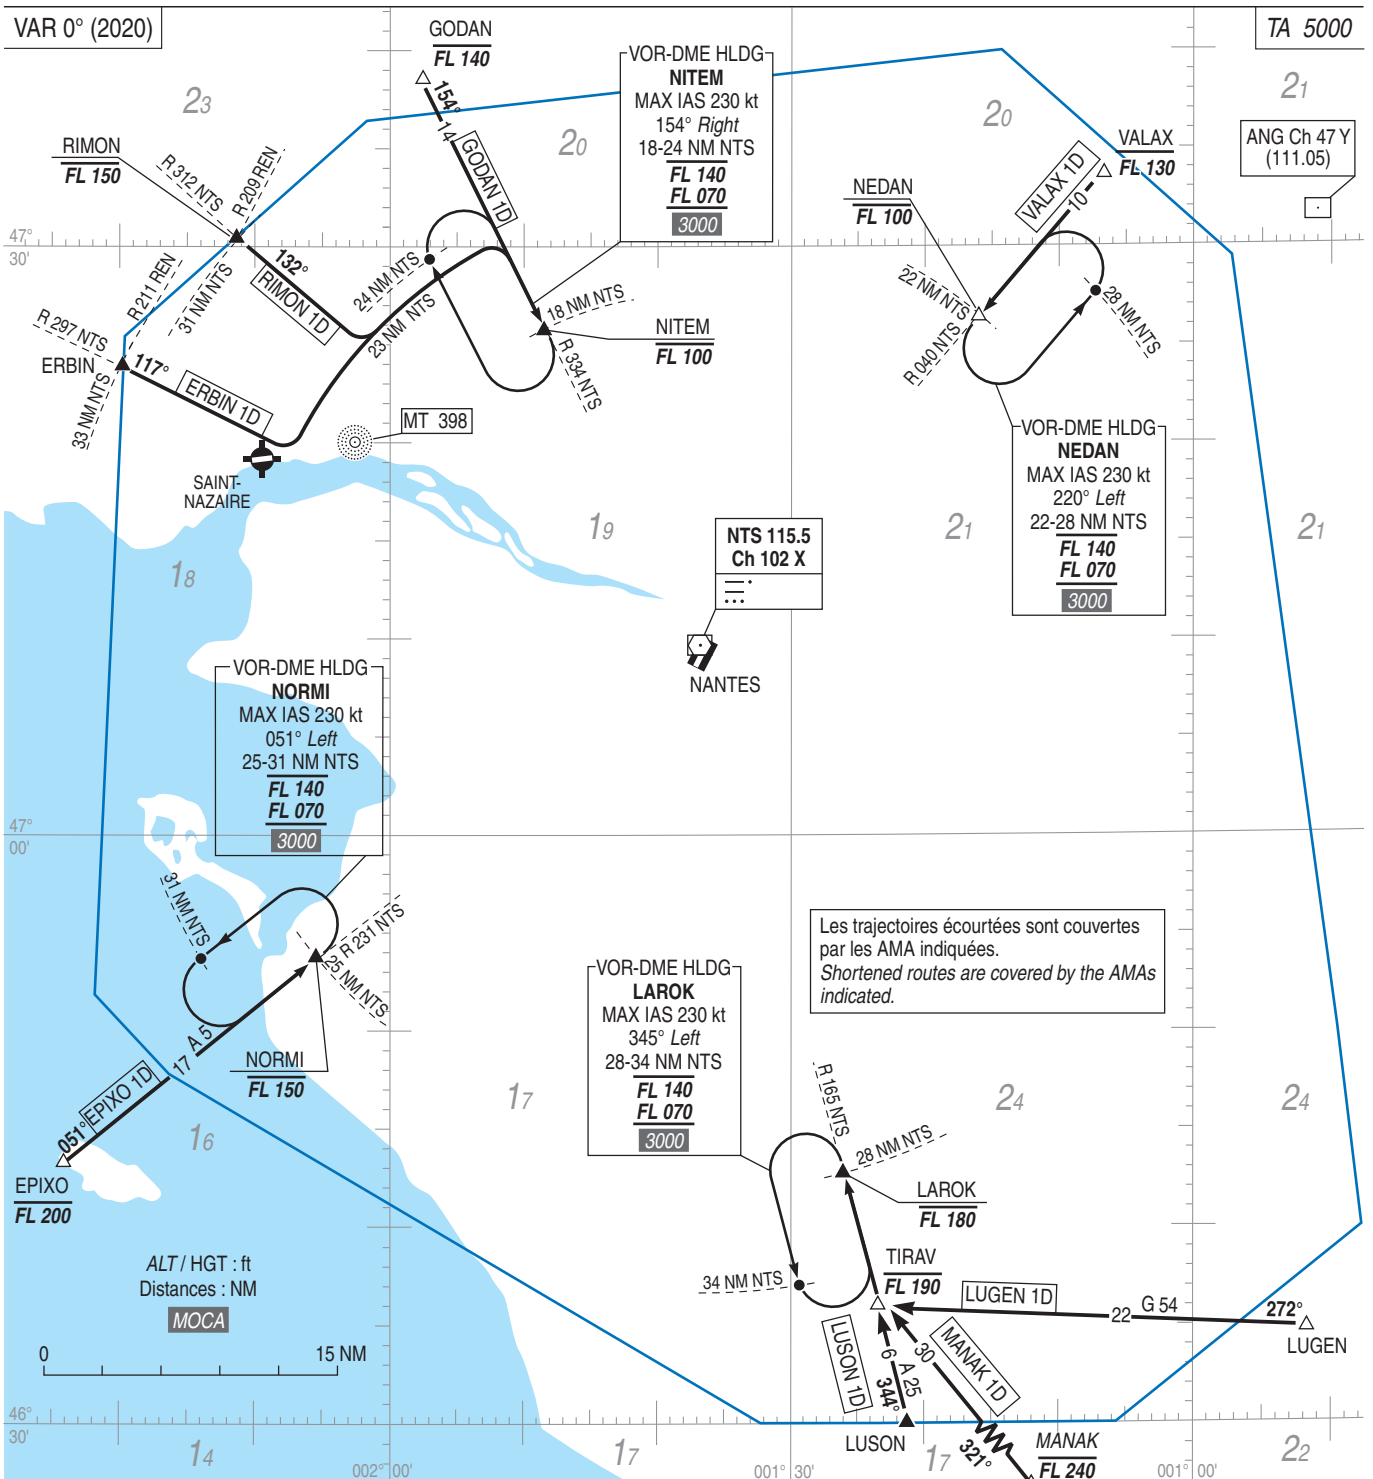 VAR 0° (2020)
TA 5000
GODAN
FL 140
154°
14
GODAN 1D
VOR-DME HLDG
NITEM
MAX IAS 230 kt
154° Right
18-24 NM NTS
FL 140
FL 070
3000
23
20
20
21
RIMON
FL 150
R 312 NTS
R 209 REN
VALAX
FL 130
VALAX 1D
10
ANG Ch 47 Y
(111.05)
NEDAN
FL 100
22 NM NTS
R 040 NTS
28 NM NTS
47°
30'
132°
RIMON 1D
31 NM NTS
R 211 REN
R 297 NTS
ERBIN
33 NM NTS
117°
ERBIN 1D
24 NM NTS
23 NM NTS
18 NM NTS
R 334 NTS
NITEM
FL 100
MT 398
SAINT-
NAZAIRE
VOR-DME HLDG
NEDAN
MAX IAS 230 kt
220° Left
22-28 NM NTS
FL 140
FL 070
3000
19
21
21
18
NTS 115.5
Ch 102 X
NANTES
VOR-DME HLDG
NORMI
MAX IAS 230 kt
051° Left
25-31 NM NTS
FL 140
FL 070
3000
47°
00'
31 NM NTS
R 231 NTS
25 NM NTS
A 5
17
NORMI
FL 150
EPIXO 1D
051°
EPIXO
FL 200
16
17
Les trajectoires écourtées sont couvertes
par les AMA indiquées.
Shortened routes are covered by the AMAs
indicated.
VOR-DME HLDG
LAROK
MAX IAS 230 kt
345° Left
28-34 NM NTS
FL 140
FL 070
3000
R 165 NTS
28 NM NTS
24
24
LAROK
FL 180
34 NM NTS
TIRAV
FL 190
LUGEN 1D
G 54
22
272°
LUGEN
LUSON 1D
6
A 25
344°
30
MANAK 1D
321°
LUSON
MANAK
FL 240
ALT / HGT : ft
Distances : NM
MOCA
0
15 NM
46°
30'
14
17
17
22
002° 00'
001° 30'
001° 00'